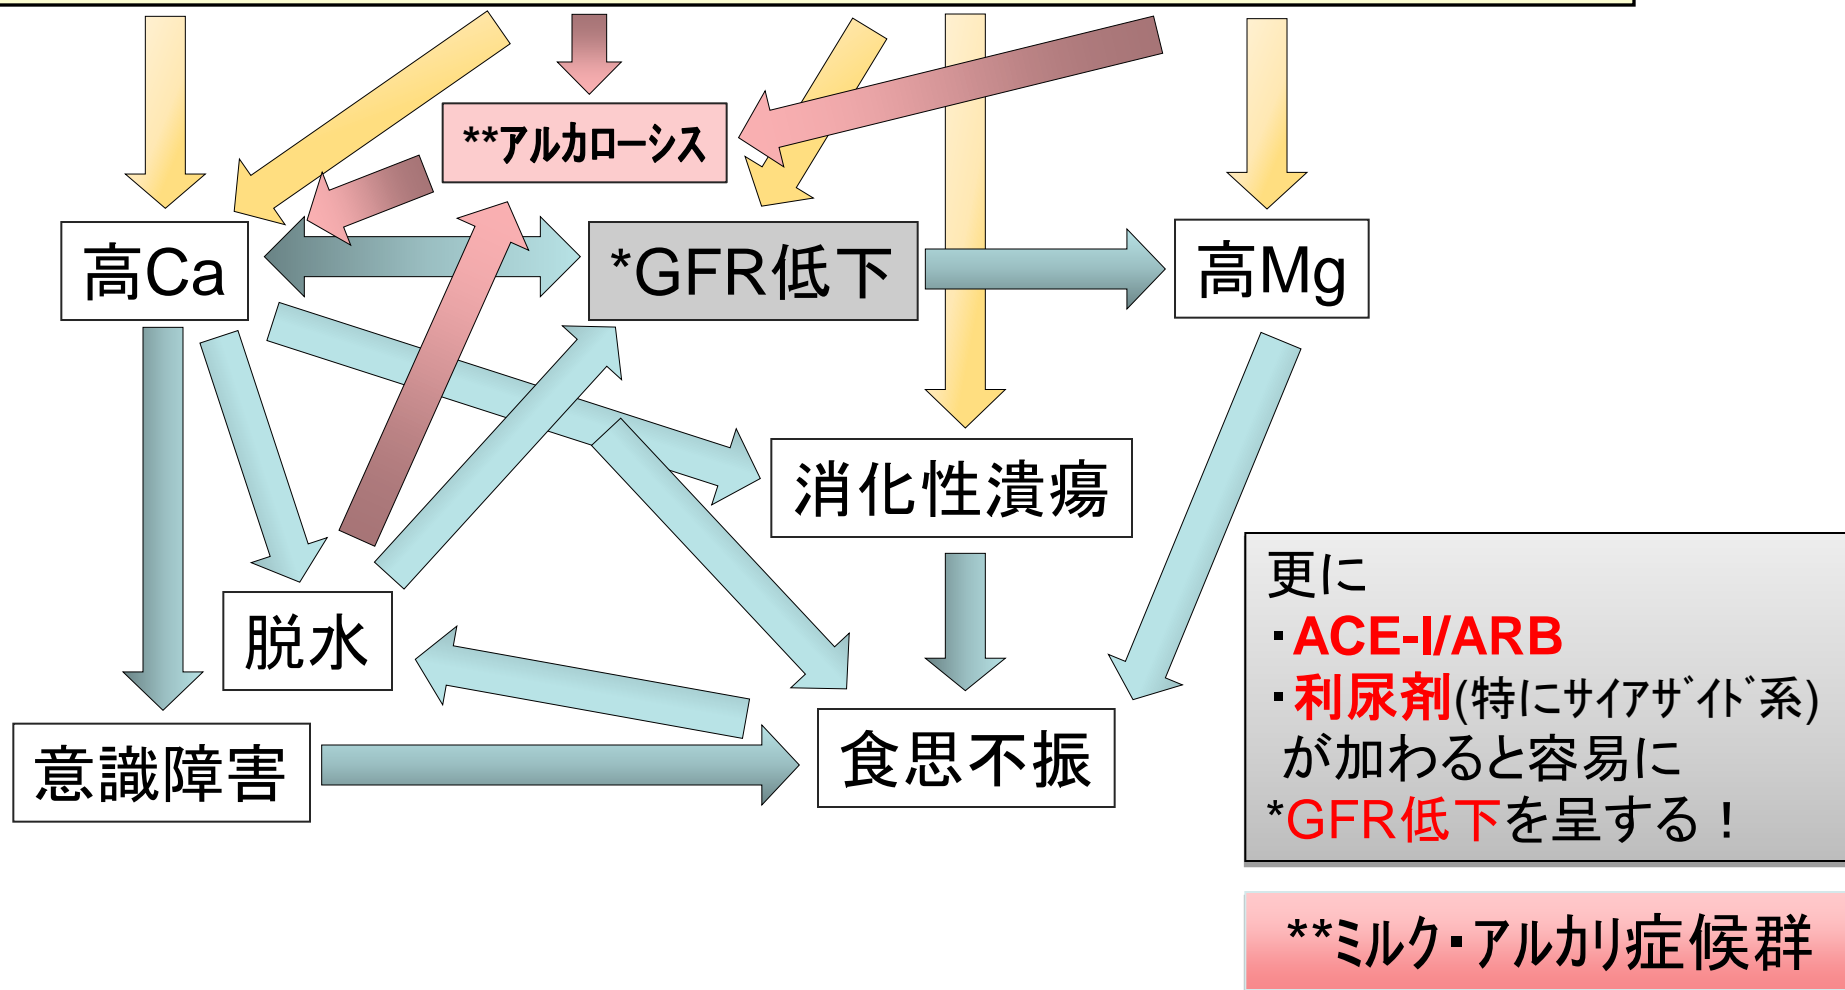 **アルカローシス
高Ca
*GFR低下
高Mg
消化性潰瘍
脱水
意識障害
食思不振
更に
・ACE-I/ARB
・利尿剤(特にｻｲｱｻﾞｲﾄﾞ系)
が加わると容易に
*GFR低下を呈する！
**ミルク・アルカリ症候群